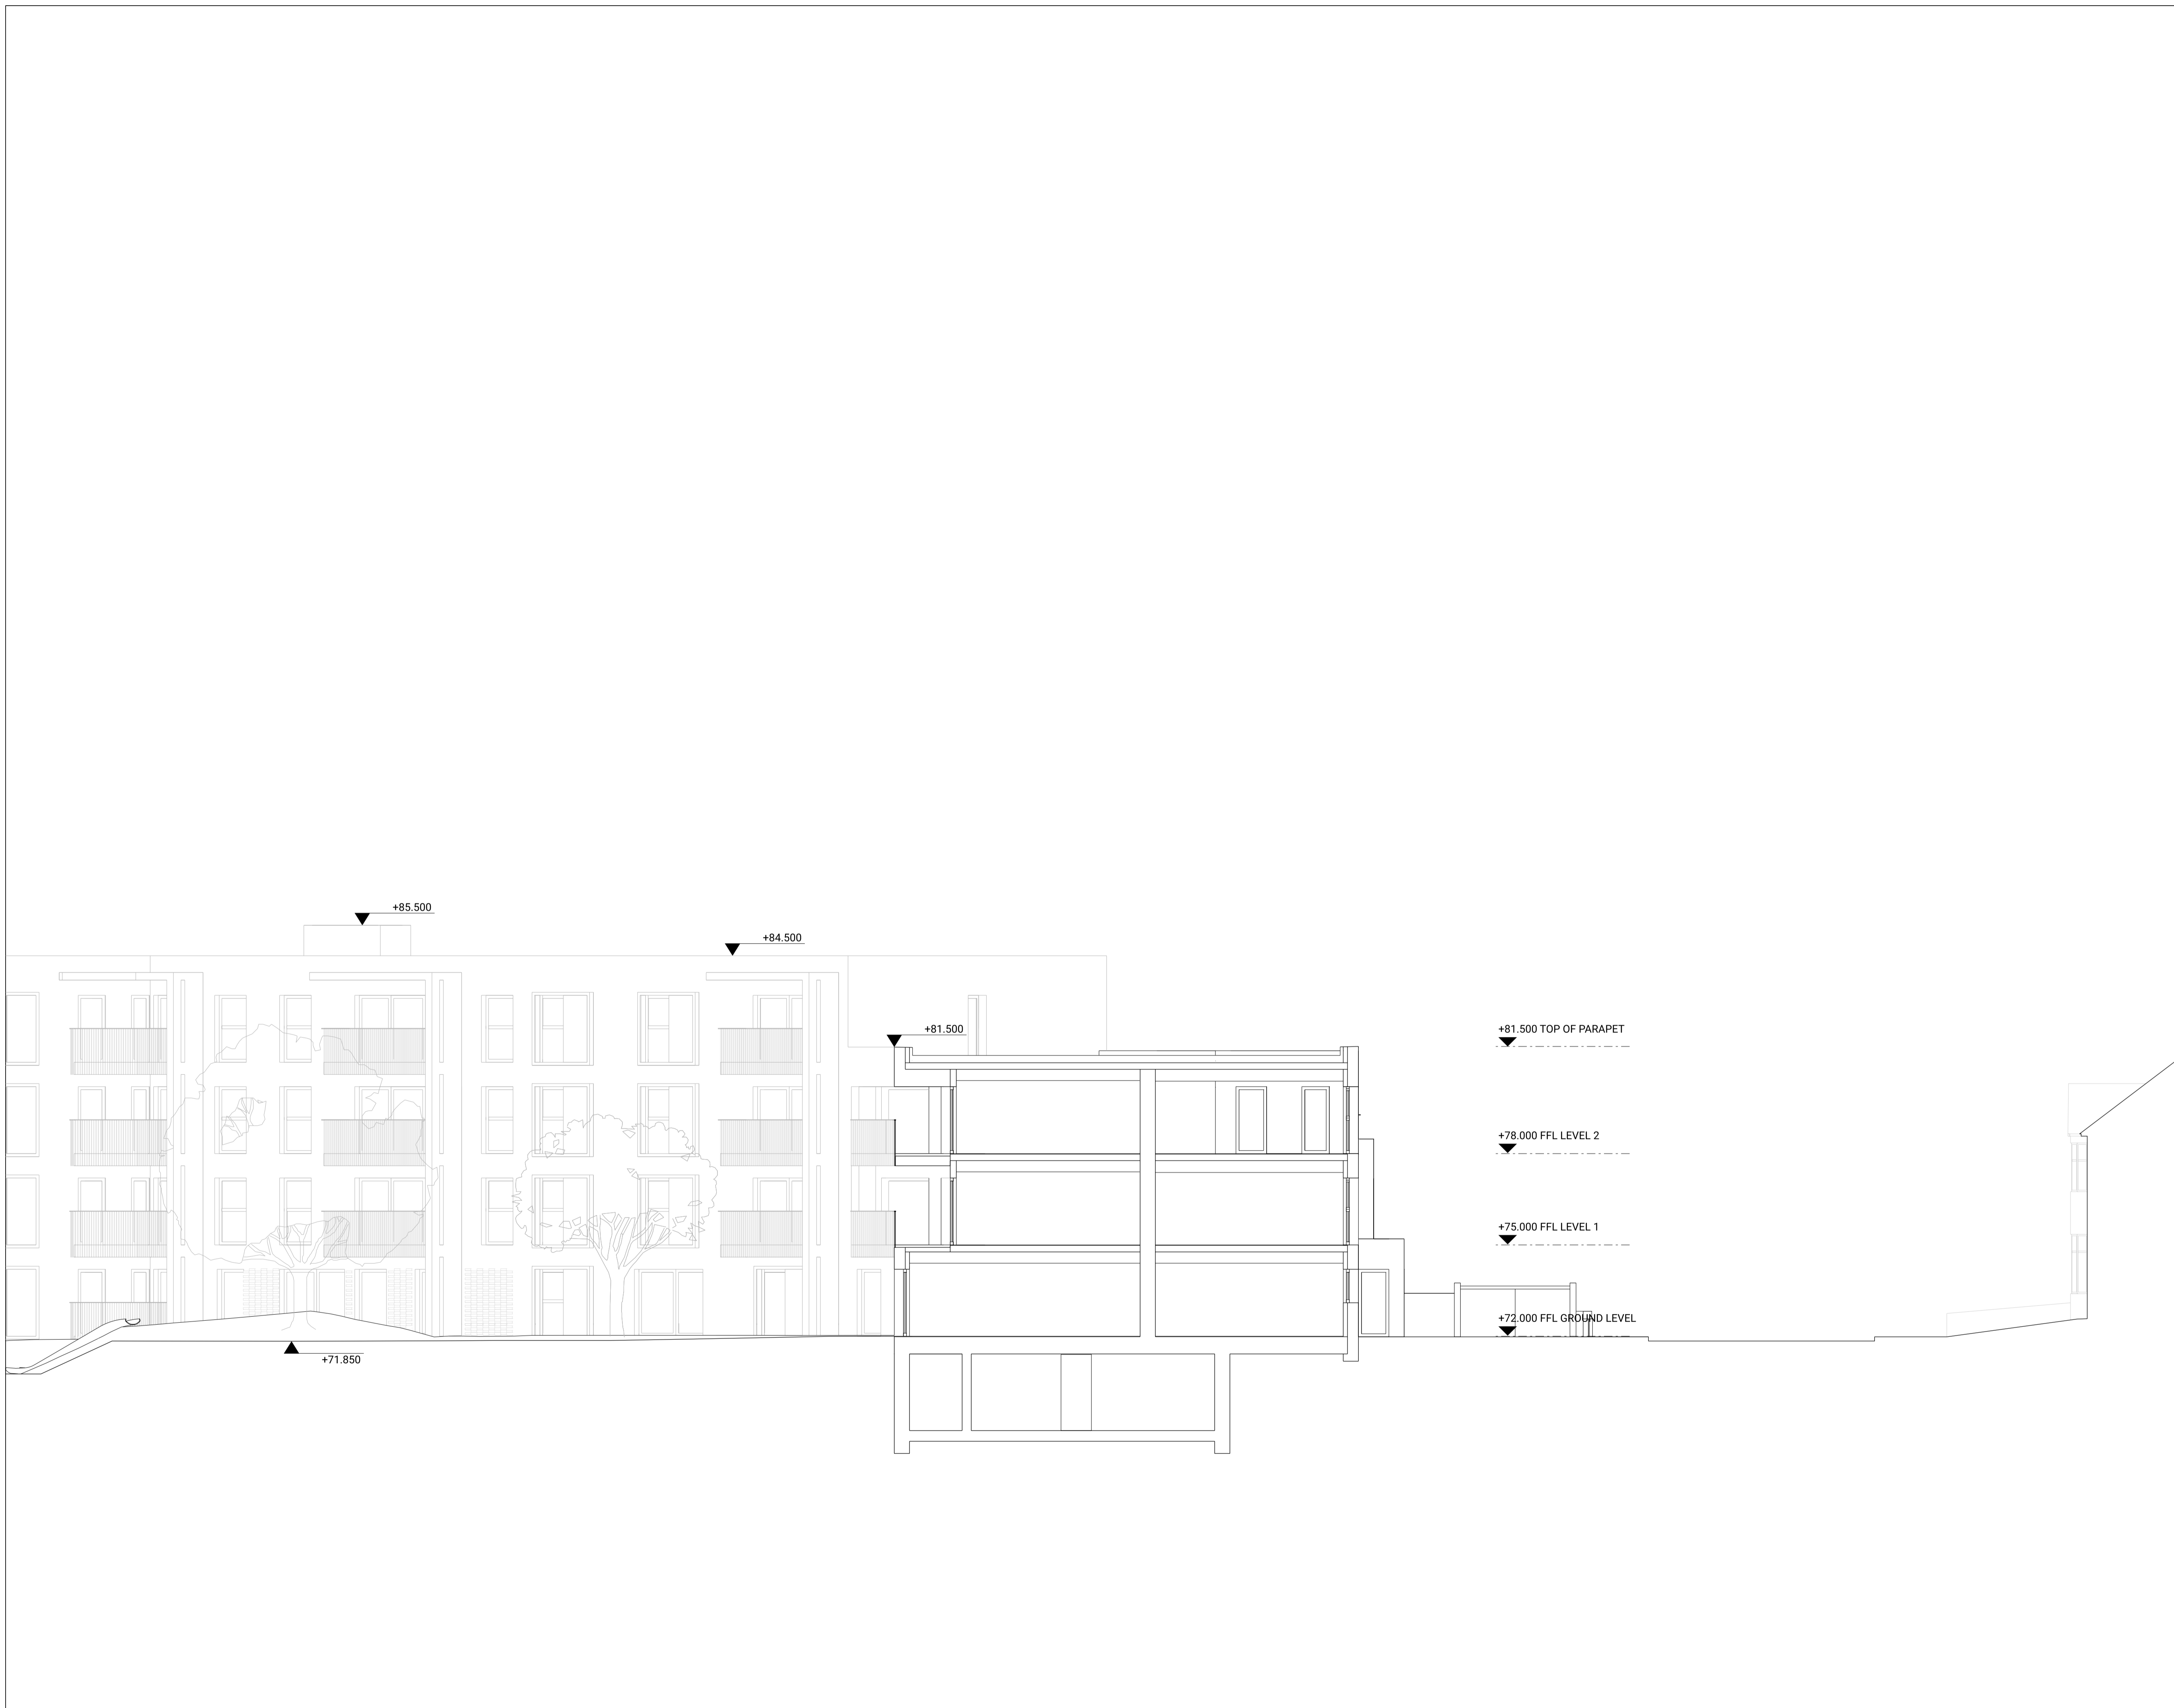 +85.500
+84.500
+81.500
+81.500 TOP OF PARAPET
+78.000 FFL LEVEL 2
+75.000 FFL LEVEL 1
+72.000 FFL GROUND LEVEL
+71.850